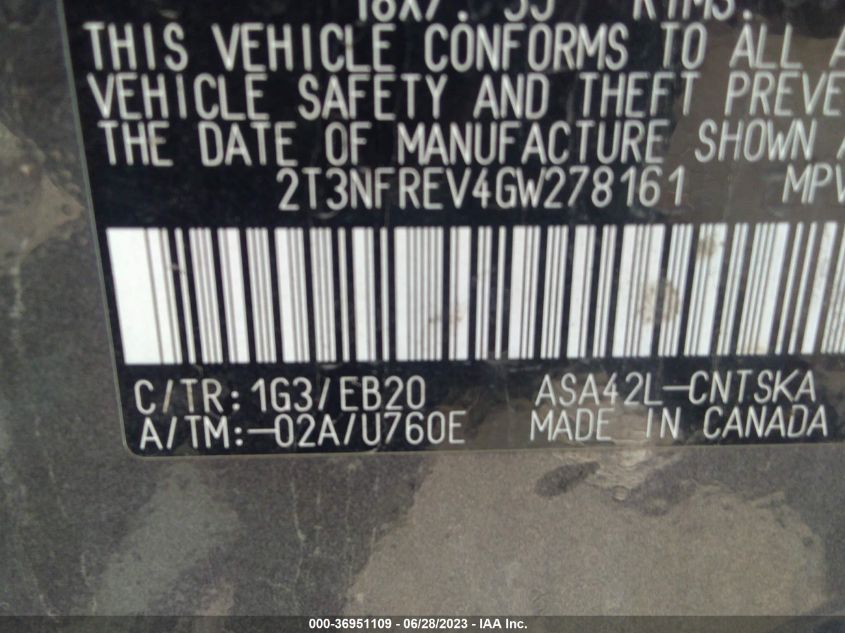 THIS VEHICLE CONFORMS TO ALL
VEHICLE SAFETY AND THEFT PREVE
THE DATE OF MANUFACTURE SHOWN
2T3NFREV4GW278161 MPV
C/TR: 1G3/EB20 ASA42L-CNTSKA
A/TM:-02A/U760E MADE IN CANADA
000-36951109 - 06/28/2023 - IAA Inc.